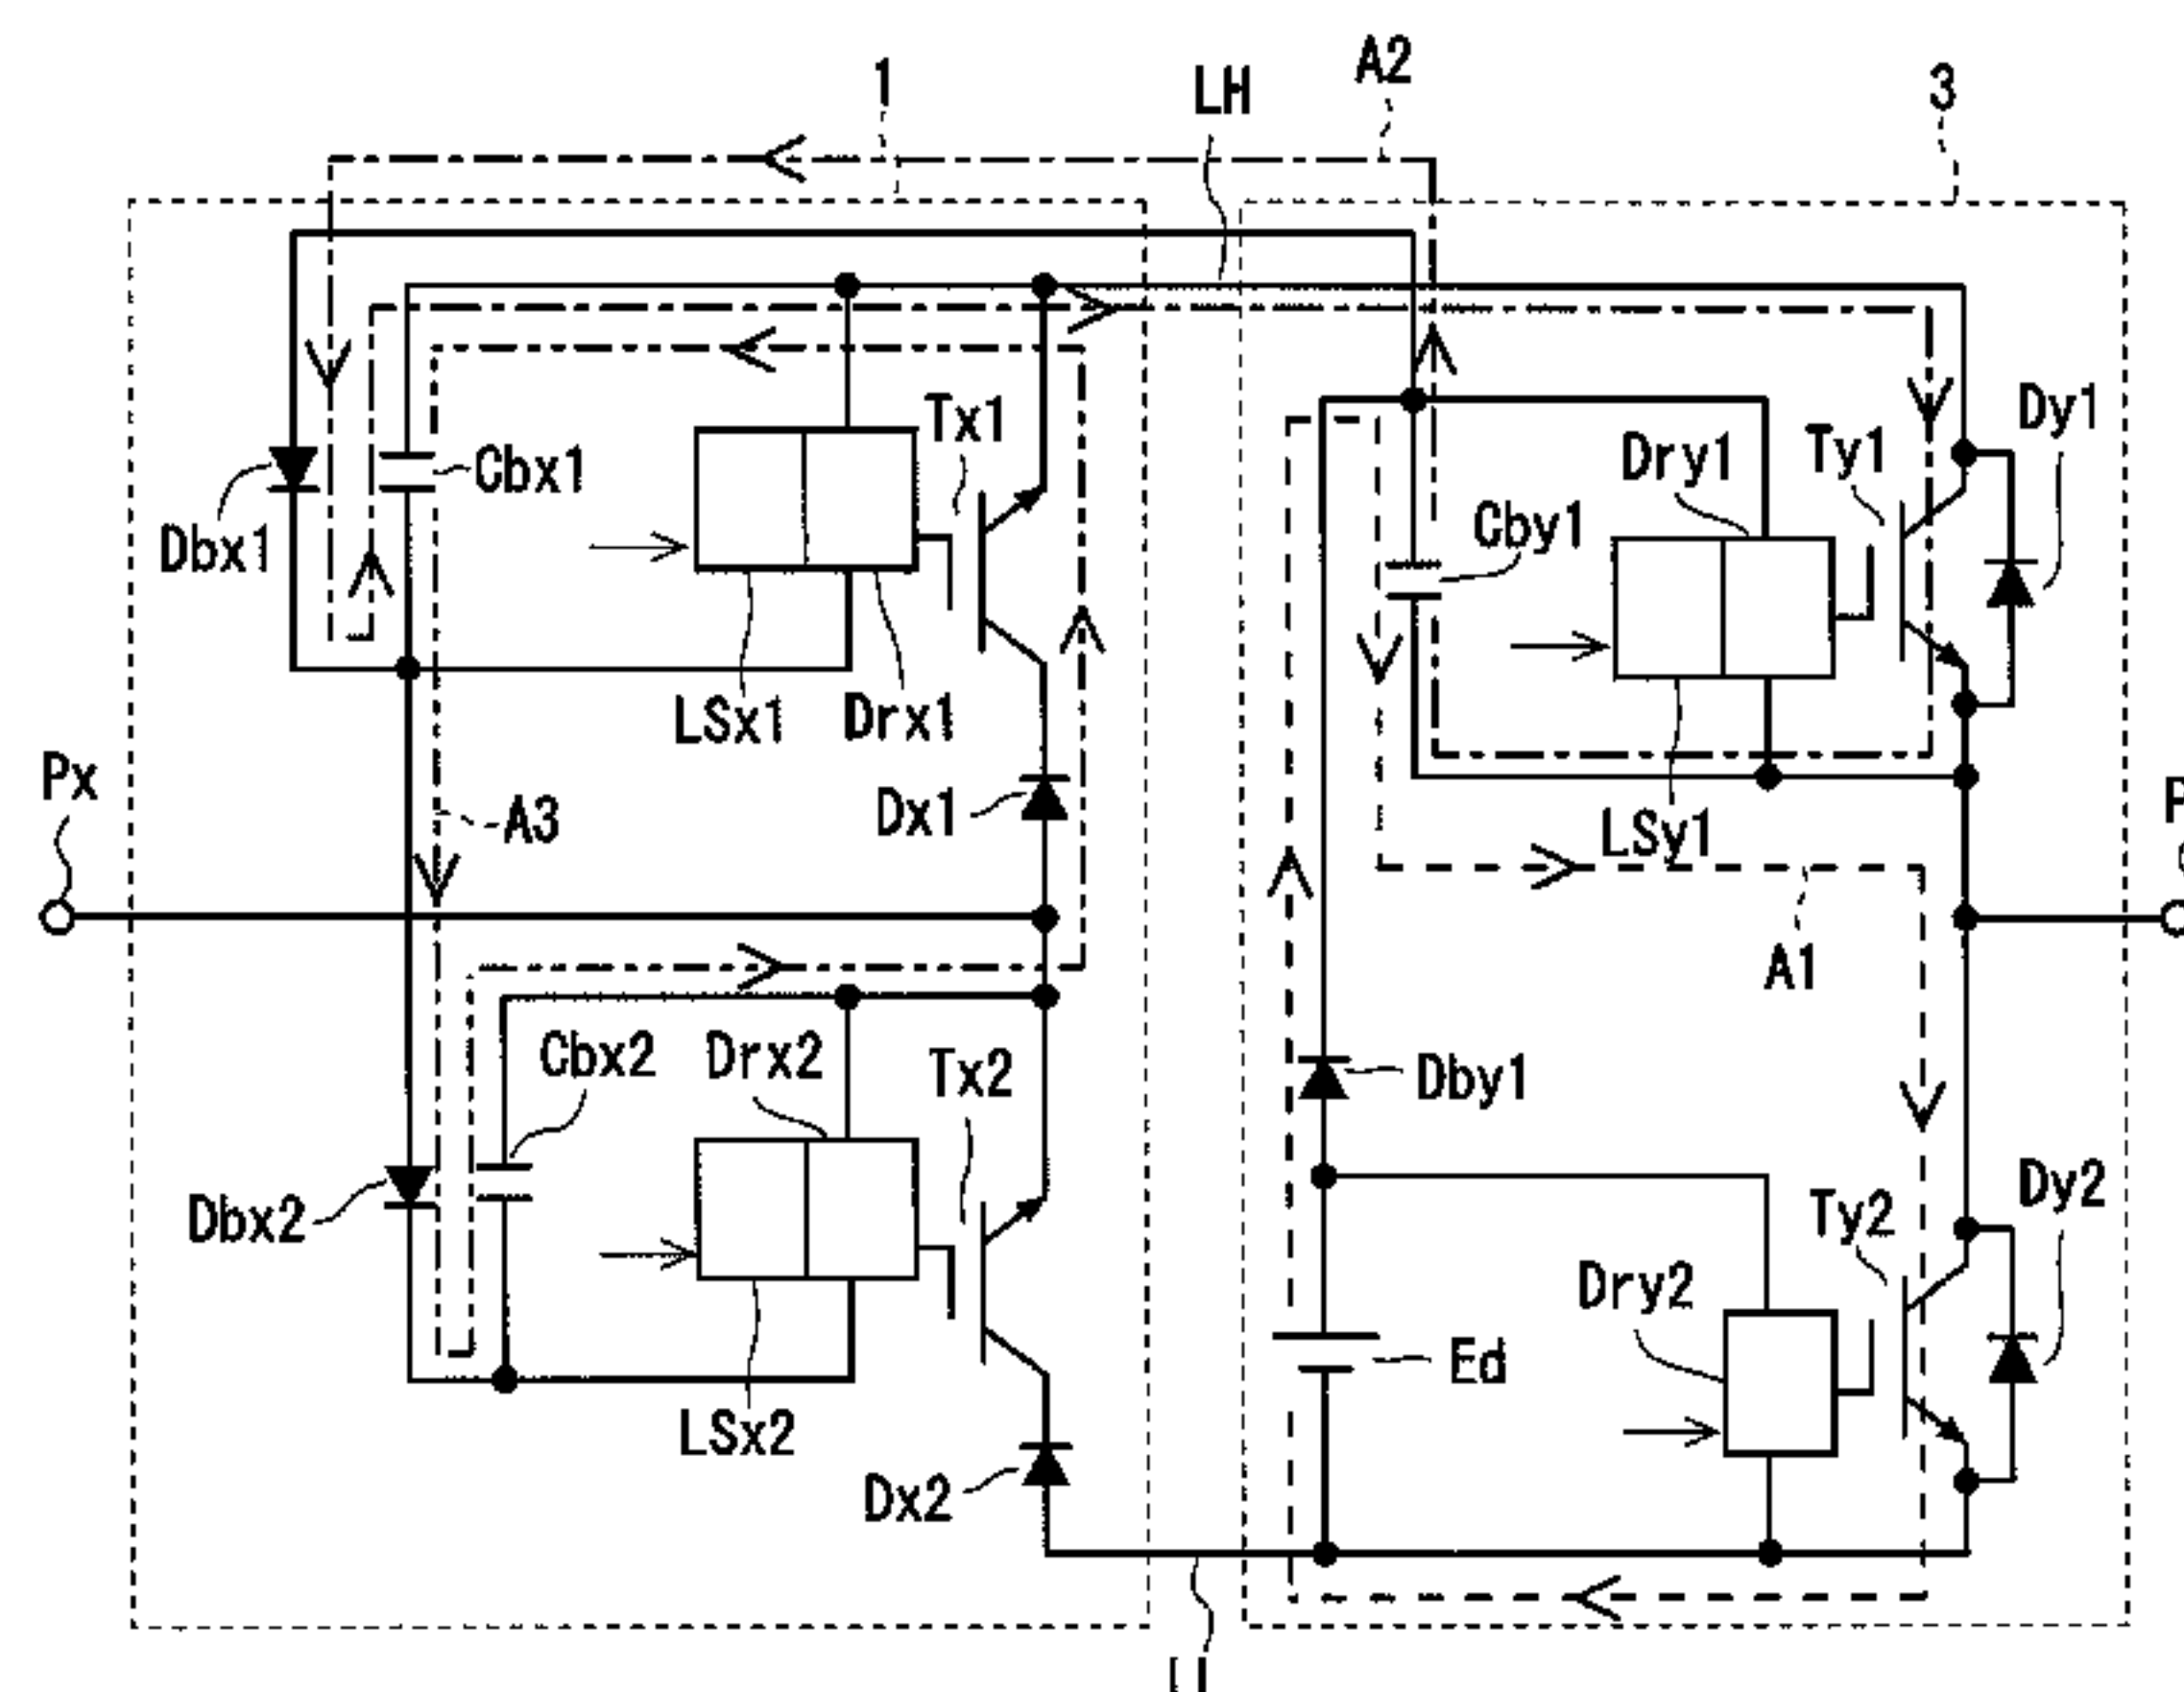 1
LH
A2
3
Tx1
Dy1
Cbx1
Dry1
Ty1
Dbx1
Cby1
LSx1
Drx1
Px
Dx1
A3
LSy1
A1
Cbx2
Drx2
Tx2
Dby1
Dbx2
Ty2
Dy2
Dry2
Ed
LSx2
Dx2